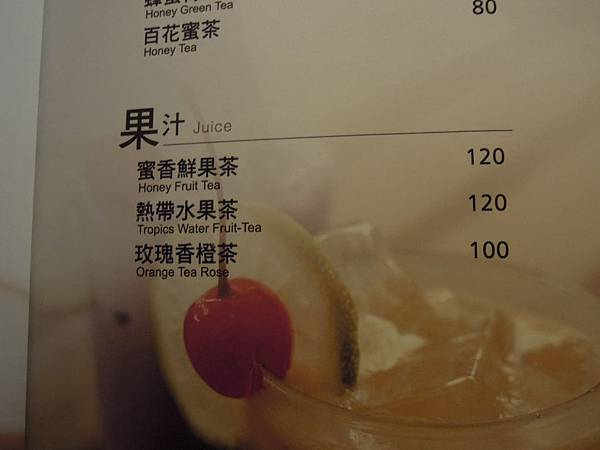 蜂蜜
Honey Green Tea 80
百花蜜茶
Honey Tea
果汁 Juice
蜜香鮮果茶 120
Honey Fruit Tea
熱帶水果茶 120
Tropics Water Fruit-Tea
玫瑰香橙茶 100
Orange Tea Rose